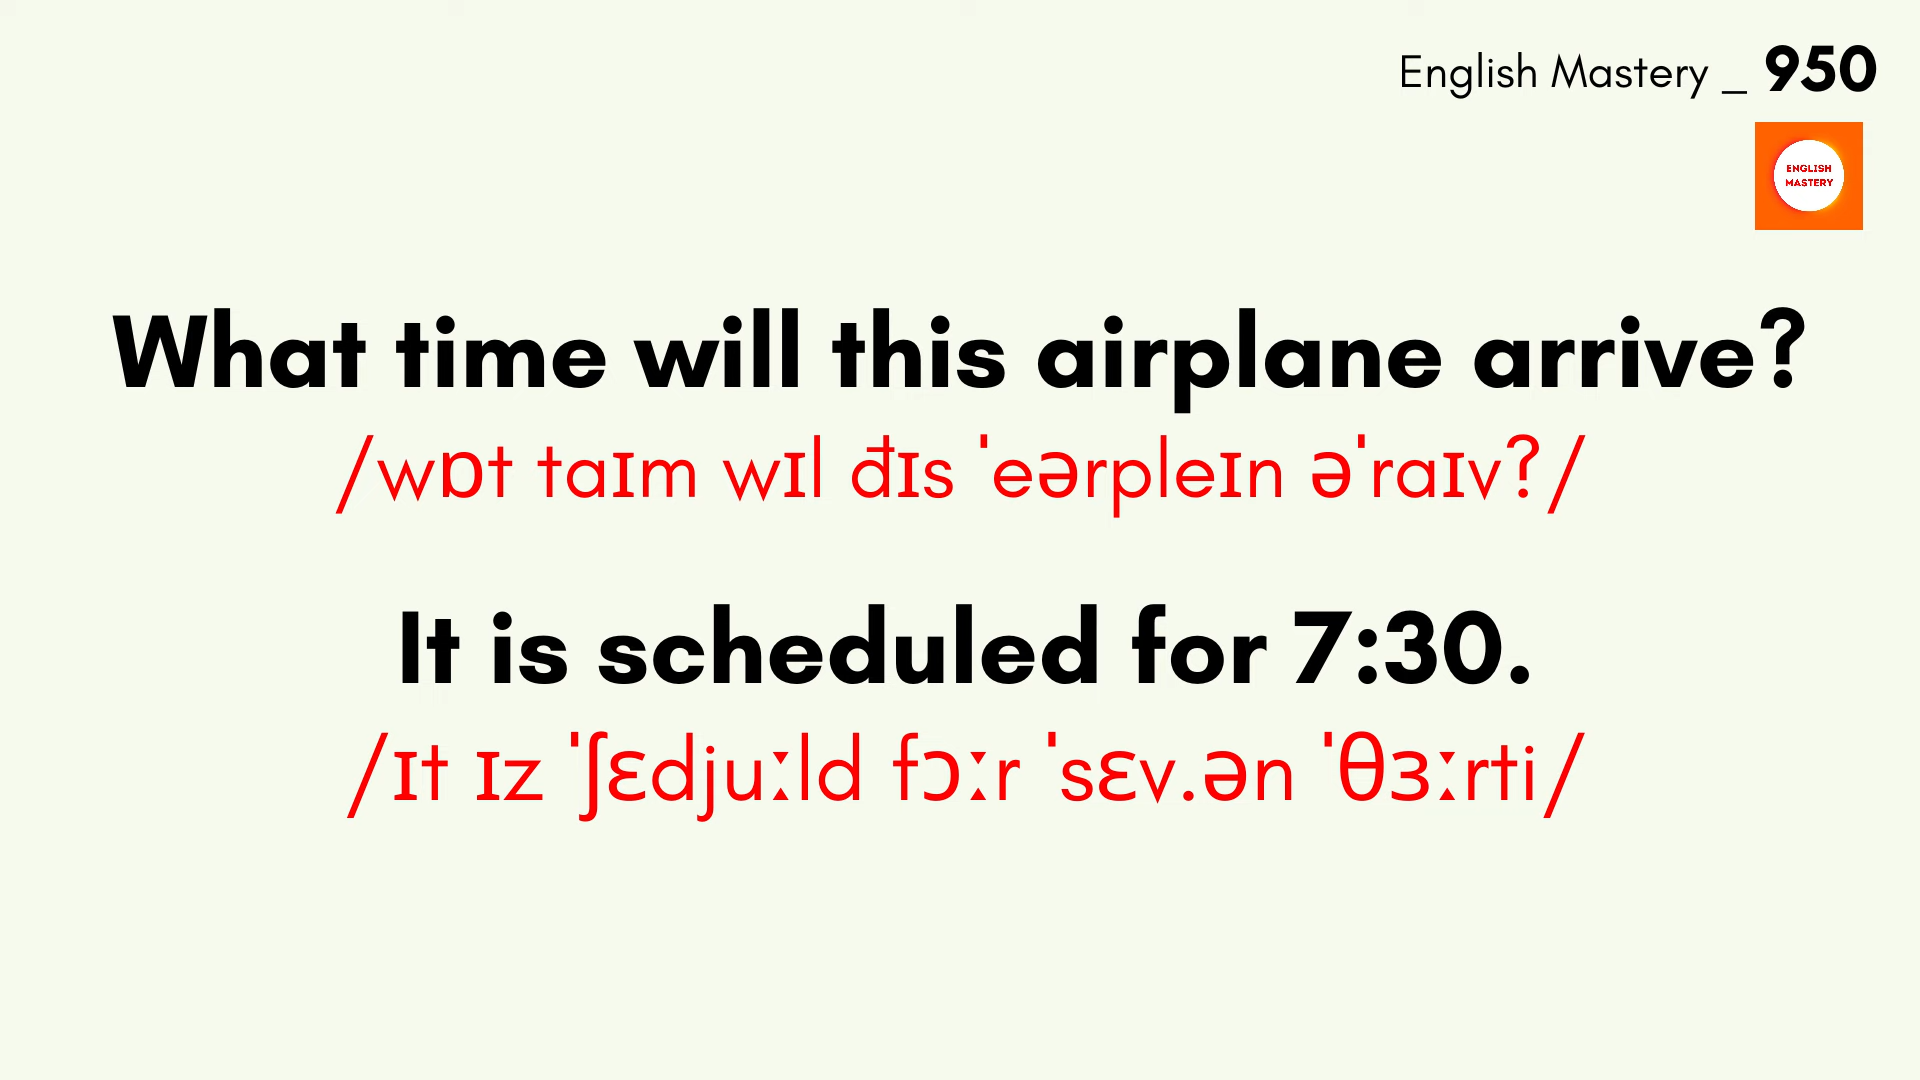 English Mastery _ 950
ENGLISH
MASTERY
What time will this airplane arrive?
/wɒt taɪm wɪl đɪs ˈeərpleɪn əˈraɪv?/
It is scheduled for 7:30.
/ɪt ɪz ˈʃɛdjuːld fɔːr ˈsɛv.ən ˈθɜːrti/